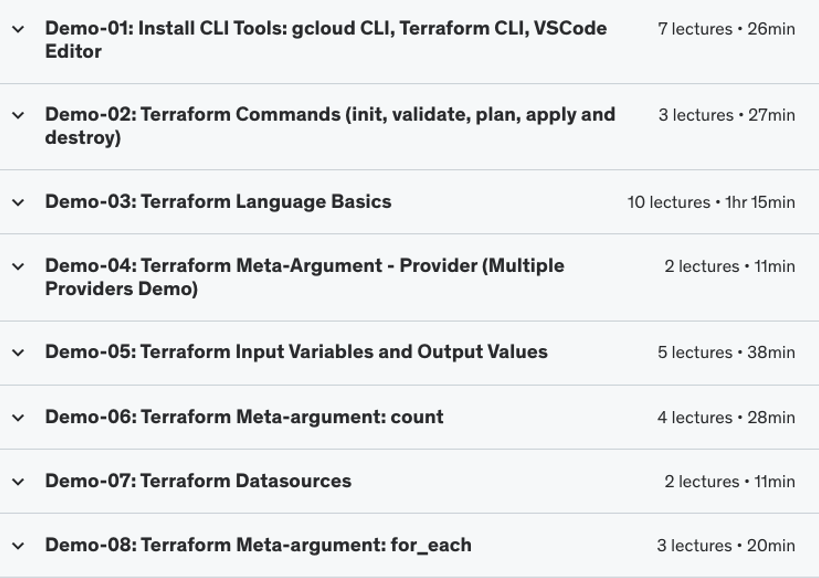 Demo-01: Install CLI Tools: gcloud CLI, Terraform CLI, VSCode 7 lectures • 26min
Editor
Demo-02: Terraform Commands (init, validate, plan, apply and 3 lectures • 27min
destroy)
Demo-03: Terraform Language Basics 10 lectures • 1hr 15min
Demo-04: Terraform Meta-Argument - Provider (Multiple 2 lectures • 11min
Providers Demo)
Demo-05: Terraform Input Variables and Output Values 5 lectures • 38min
Demo-06: Terraform Meta-argument: count 4 lectures • 28min
Demo-07: Terraform Datasources 2 lectures • 11min
Demo-08: Terraform Meta-argument: for_each 3 lectures • 20min